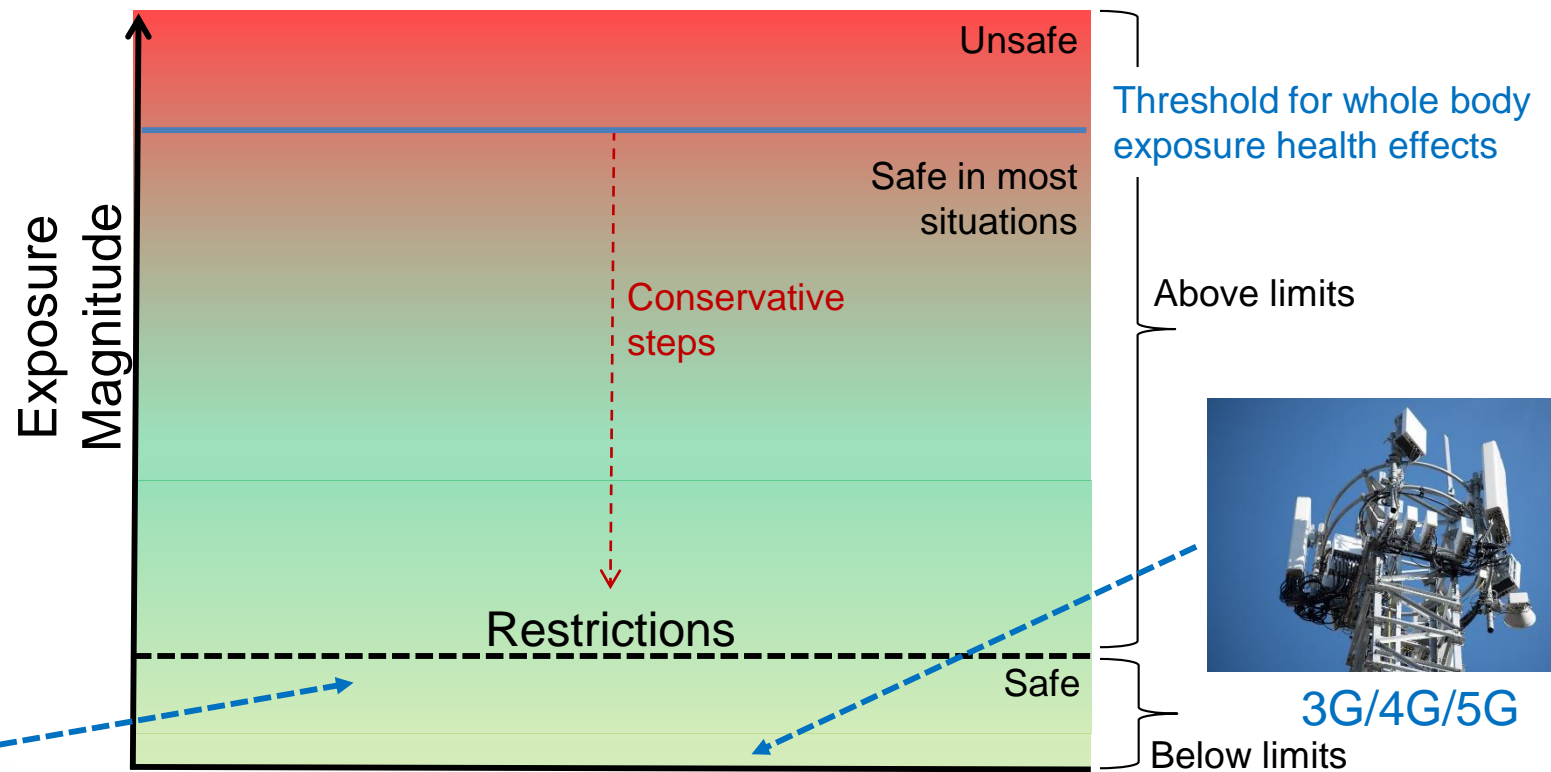 Exposure
Magnitude
Unsafe
Threshold for whole body
exposure health effects
Safe in most
situations
Conservative
steps
Above limits
Restrictions
Safe
3G/4G/5G
Below limits